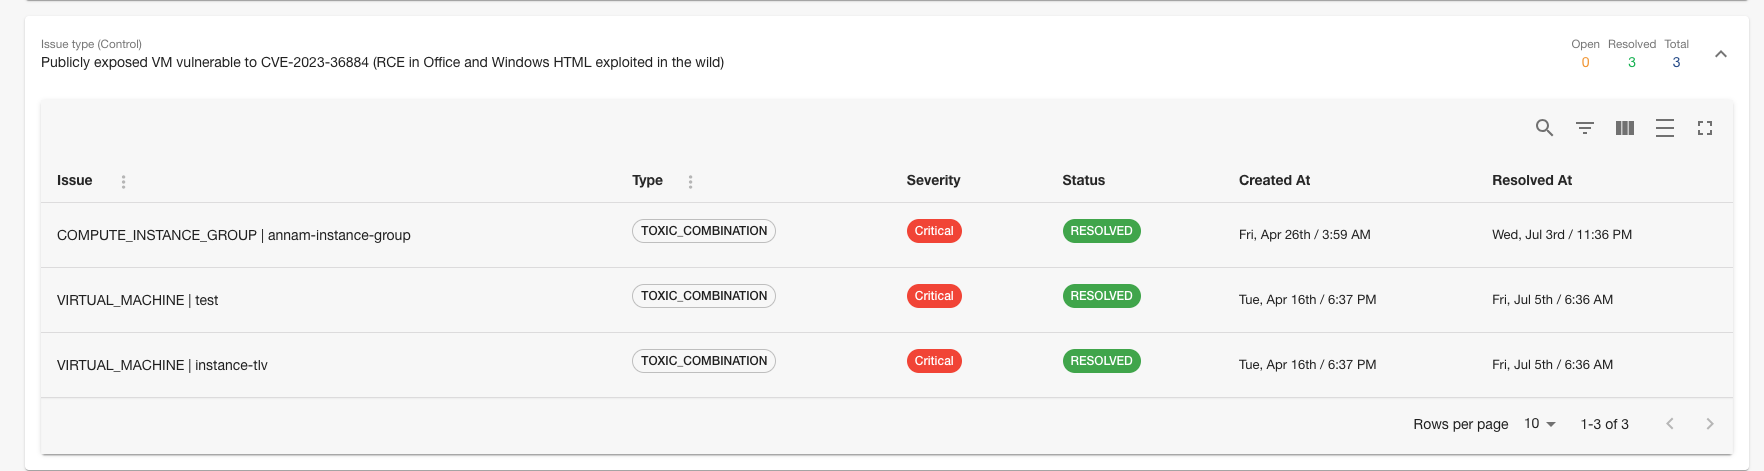 Issue type (Control)
Publicly exposed VM vulnerable to CVE-2023-36884 (RCE in Office and Windows HTML exploited in the wild)
Open Resolved Total
0 3 3
Issue Type Severity Status Created At Resolved At
COMPUTE_INSTANCE_GROUP | annam-instance-group TOXIC_COMBINATION Critical RESOLVED Fri, Apr 26th / 3:59 AM Wed, Jul 3rd / 11:36 PM
VIRTUAL_MACHINE | test TOXIC_COMBINATION Critical RESOLVED Tue, Apr 16th / 6:37 PM Fri, Jul 5th / 6:36 AM
VIRTUAL_MACHINE | instance-tlv TOXIC_COMBINATION Critical RESOLVED Tue, Apr 16th / 6:37 PM Fri, Jul 5th / 6:36 AM
Rows per page 10 1-3 of 3